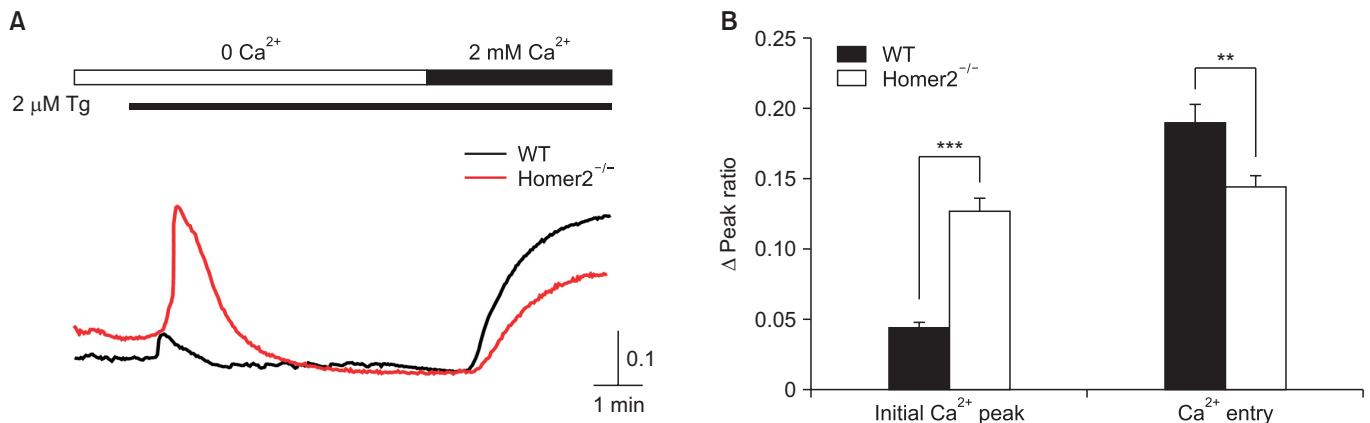 A
0 Ca²⁺ 2 mM Ca²⁺
2 μM Tg
WT
Homer2⁻/⁻
0.1
1 min
B
0.25
0.20
0.15
0.10
0.05
0
Δ Peak ratio
WT
Homer2⁻/⁻
***
**
Initial Ca²⁺ peak Ca²⁺ entry